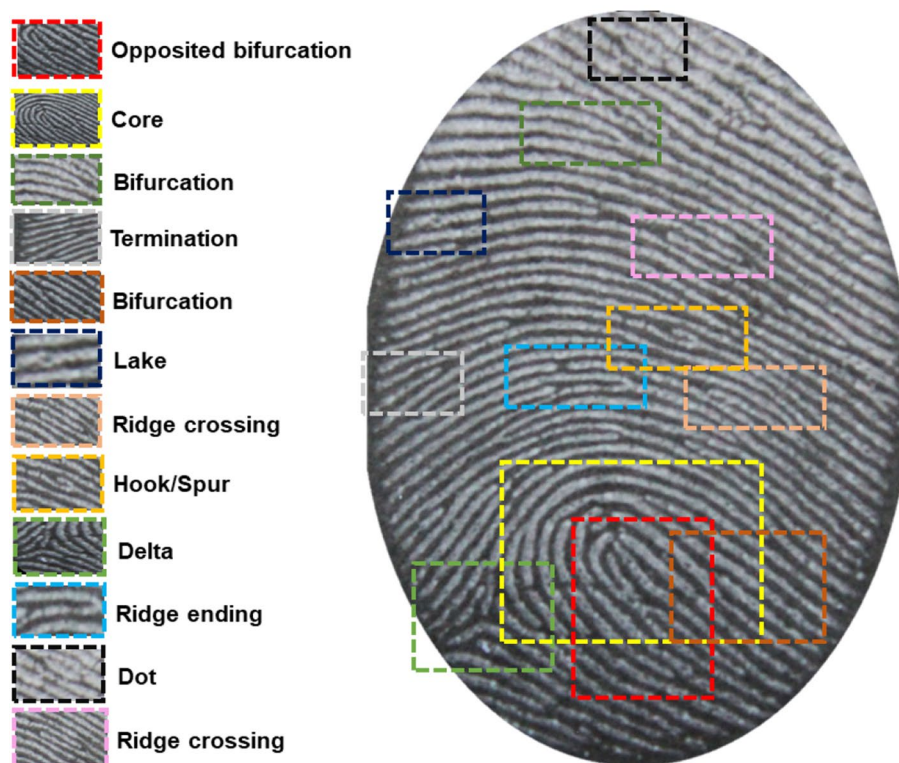 Opposited bifurcation
Core
Bifurcation
Termination
Bifurcation
Lake
Ridge crossing
Hook/Spur
Delta
Ridge ending
Dot
Ridge crossing